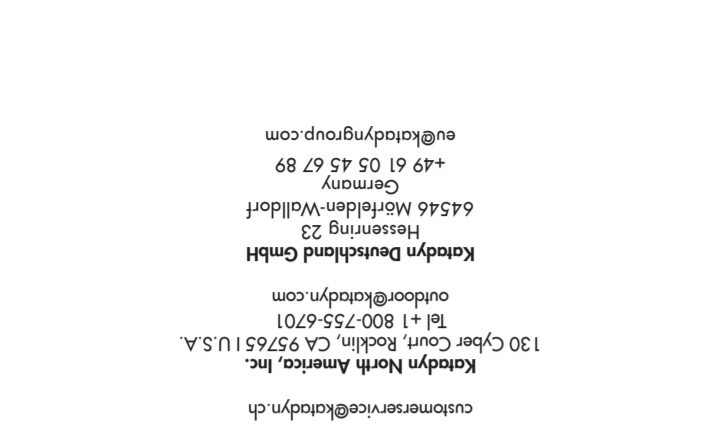 customerservice@katadyn.ch
Katadyn North America, Inc.
130 Cyber Court, Rocklin, CA 95765 I U.S.A.
Tel +1 800-755-6701
outdoor@katadyn.com
Katadyn Deutschland GmbH
Hessenring 23
64546 Mörfelden-Walldorf
Germany
+49 61 05 45 67 89
eu@katadyngroup.com